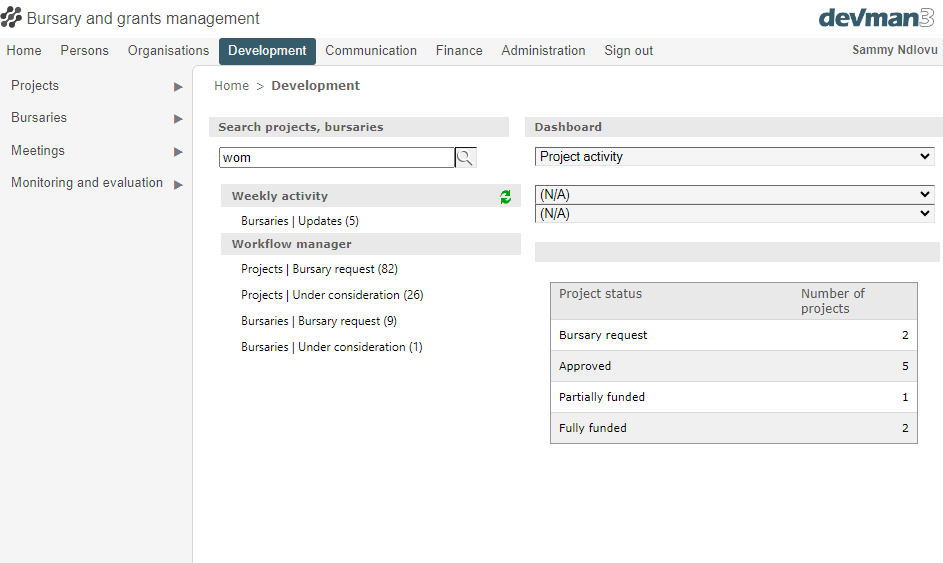 Bursary and grants management
devman3
Home Persons Organisations Development Communication Finance Administration Sign out Sammy Ndlovu
Projects
Bursaries
Meetings
Monitoring and evaluation
Home > Development
Search projects, bursaries
wom
Weekly activity
Bursaries | Updates (5)
Workflow manager
Projects | Bursary request (82)
Projects | Under consideration (26)
Bursaries | Bursary request (9)
Bursaries | Under consideration (1)
Dashboard
Project activity
(N/A)
(N/A)
Project status Number of projects
Bursary request 2
Approved 5
Partially funded 1
Fully funded 2